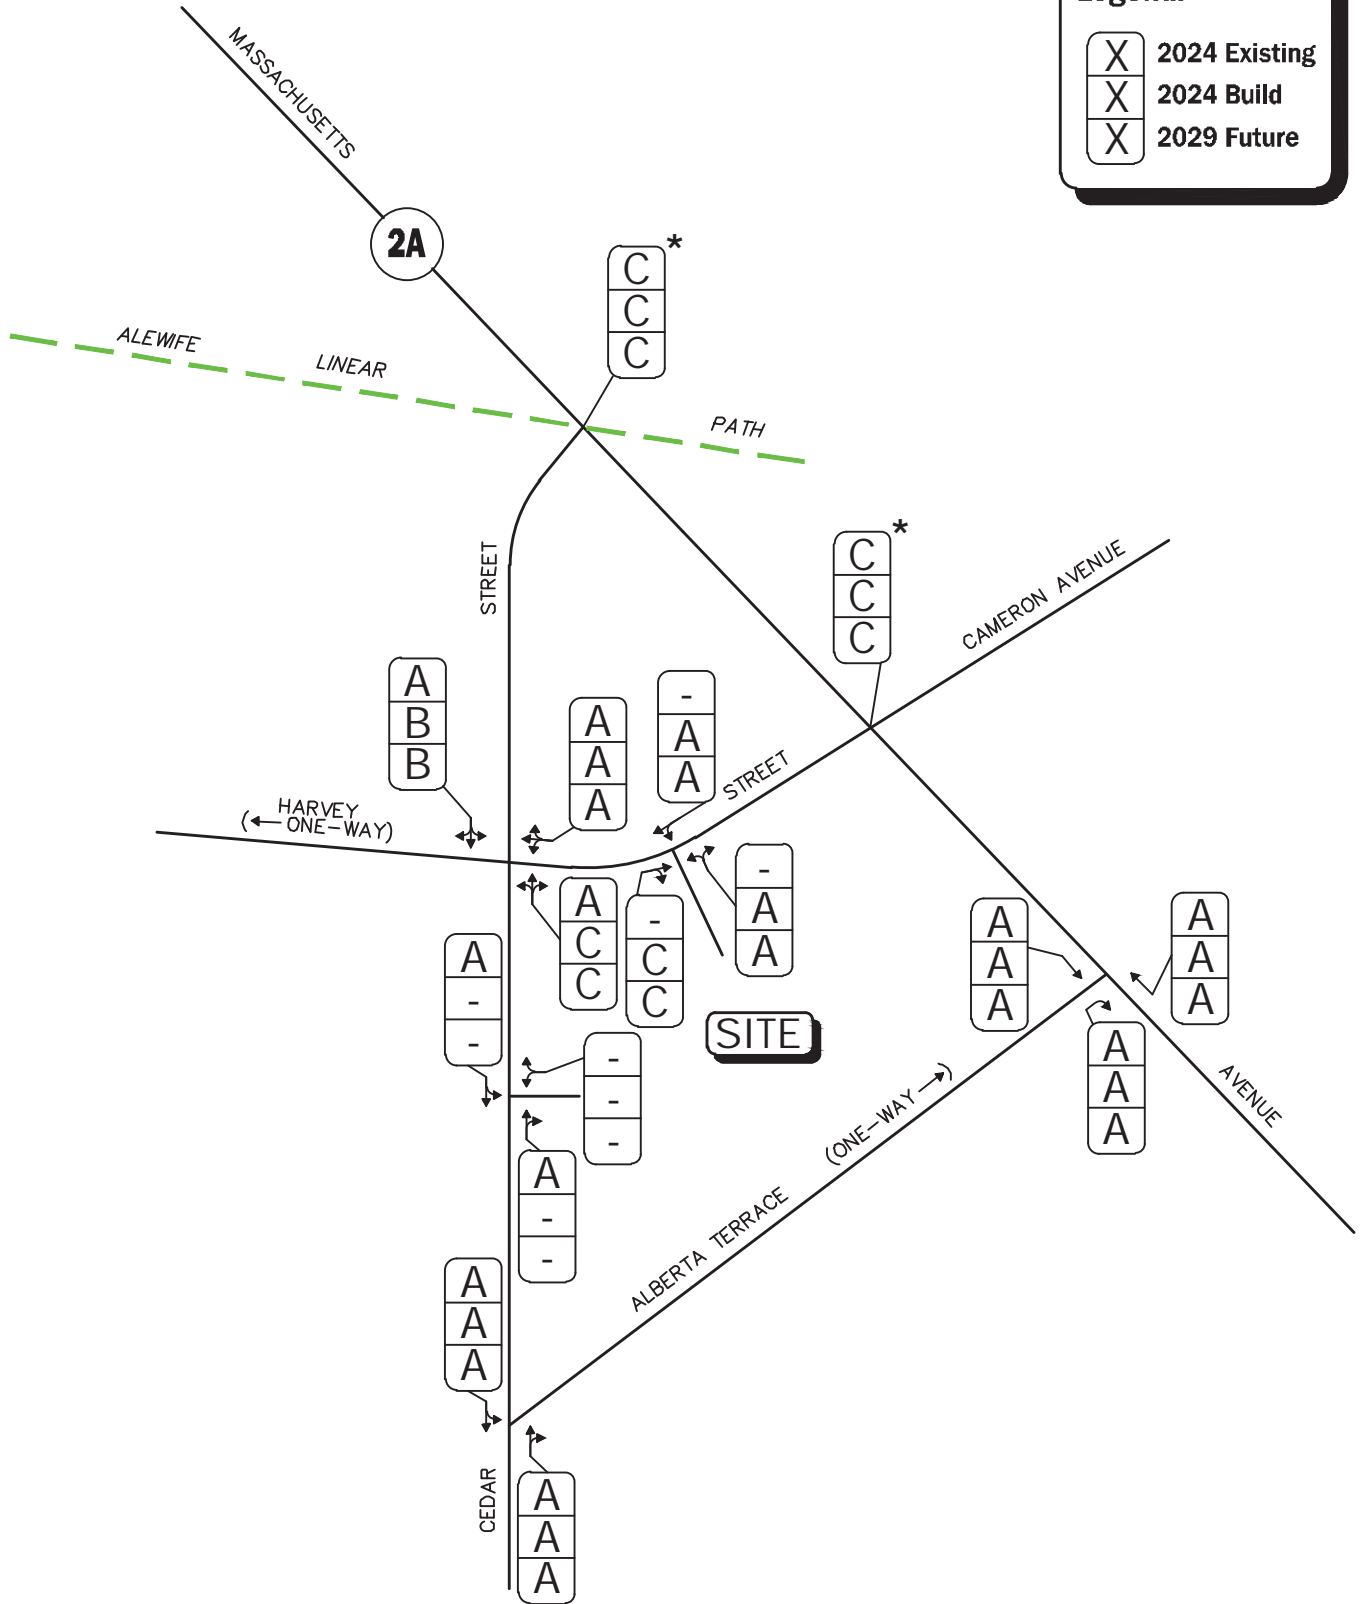 Legend:
X 2024 Existing
X 2024 Build
X 2029 Future
MASSACHUSETTS
2A
C *
C
C
ALEWIFE LINEAR PATH
STREET
C *
C
C
CAMERON AVENUE
A
B
B
A
A
A
-
A
A
STREET
HARVEY
(← ONE-WAY)
A
C
C
-
C
C
-
A
A
A
-
-
A
A
A
A
A
A
SITE
-
-
-
A
A
A
AVENUE
(ONE-WAY →)
A
-
-
ALBERTA TERRACE
A
A
A
CEDAR
A
A
A